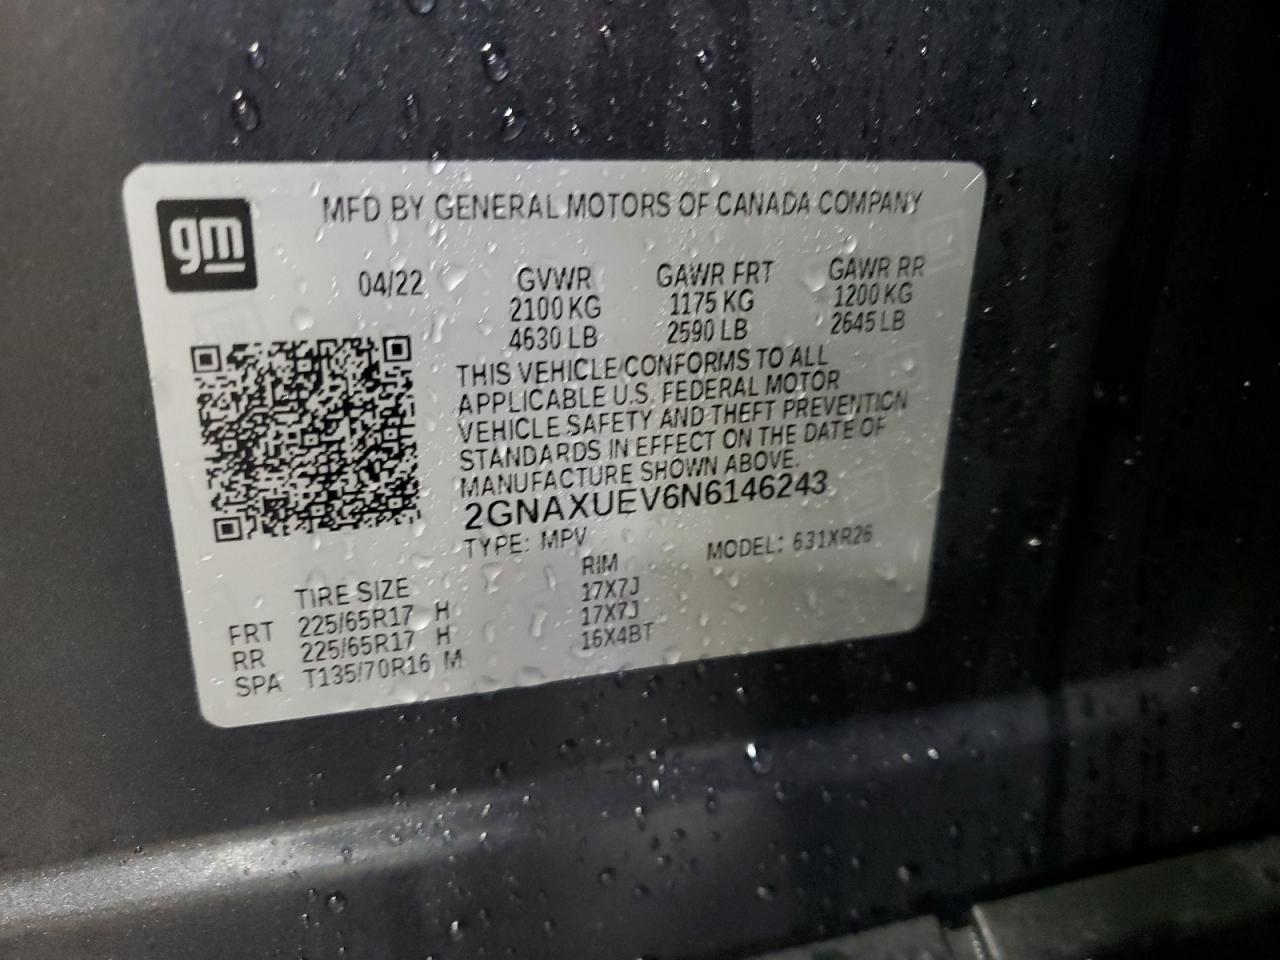 gm
MFD BY GENERAL MOTORS OF CANADA COMPANY
04/22 GVWR GAWR FRT GAWR RR
2100 KG 1175 KG 1200 KG
4630 LB 2590 LB 2645 LB
THIS VEHICLE CONFORMS TO ALL
APPLICABLE U.S. FEDERAL MOTOR
VEHICLE SAFETY AND THEFT PREVENTION
STANDARDS IN EFFECT ON THE DATE OF
MANUFACTURE SHOWN ABOVE.
2GNAXUEV6N6146243
TYPE: MPV MODEL: 631XR26
TIRE SIZE RIM
FRT 225/65R17 H 17X7J
RR 225/65R17 H 17X7J
SPA T135/70R16 M 16X4BT